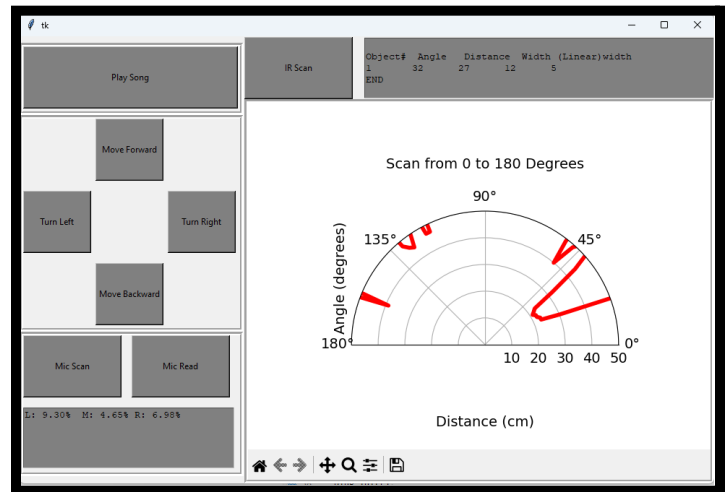 tk
Play Song
IR Scan
Object#  Angle   Distance  Width (Linear)width
1        32       27       12       5
END
Move Forward
Turn Left
Turn Right
Move Backward
Mic Scan
Mic Read
L: 9.30%  M: 4.65% R: 6.98%
Scan from 0 to 180 Degrees
90°
135°
45°
Angle (degrees)
180°
0°
10 20 30 40 50
Distance (cm)